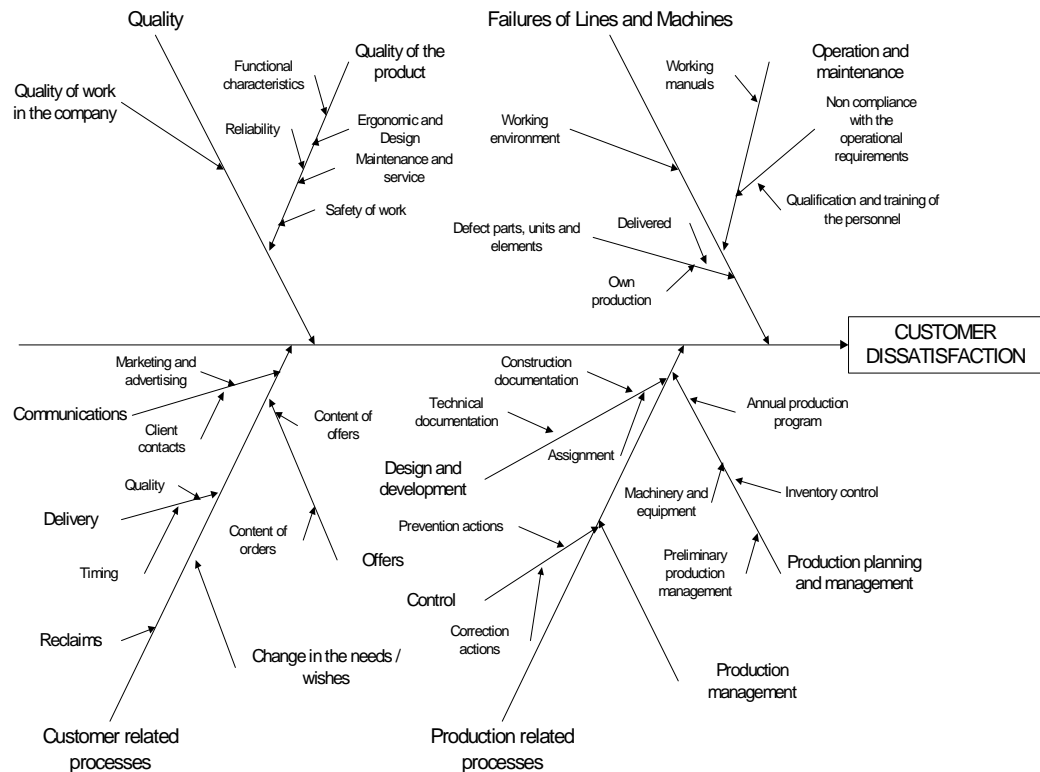 Quality
Quality of work
in the company
Functional
characteristics
Quality of the
product
Reliability
Ergonomic and
Design
Maintenance and
service
Safety of work
Failures of Lines and Machines
Working
environment
Working
manuals
Operation and
maintenance
Non compliance
with the
operational
requirements
Qualification and training of
the personnel
Defect parts, units and
elements
Delivered
Own
production
CUSTOMER
DISSATISFACTION
Marketing and
advertising
Communications
Client
contacts
Content of
offers
Quality
Delivery
Timing
Content of
orders
Offers
Reclaims
Change in the needs /
wishes
Customer related
processes
Construction
documentation
Technical
documentation
Assignment
Design and
development
Annual production
program
Machinery and
equipment
Inventory control
Prevention actions
Preliminary
production
management
Production planning
and management
Control
Correction
actions
Production
management
Production related
processes